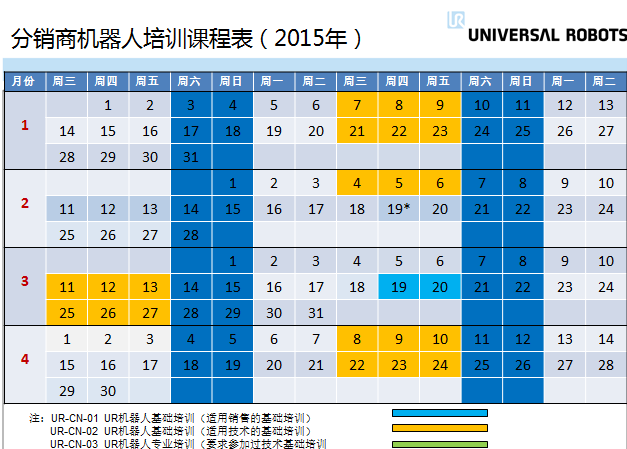 分销商机器人培训课程表（2015年）
UR
UNIVERSAL ROBOTS
月份 周三 周四 周五 周六 周日 周一 周二 周三 周四 周五 周六 周日 周一 周二
1 2 3 4 5 6 7 8 9 10 11 12 13
1
14 15 16 17 18 19 20 21 22 23 24 25 26 27
28 29 30 31
1 2 3 4 5 6 7 8 9 10
2
11 12 13 14 15 16 17 18 19* 20 21 22 23 24
25 26 27 28
1 2 3 4 5 6 7 8 9 10
3
11 12 13 14 15 16 17 18 19 20 21 22 23 24
25 26 27 28 29 30 31
1 2 3 4 5 6 7 8 9 10 11 12 13 14
4
15 16 17 18 19 20 21 22 23 24 25 26 27 28
29 30
注：UR-CN-01 UR机器人基础培训（适用销售的基础培训）
UR-CN-02 UR机器人基础培训（适用技术的基础培训）
UR-CN-03 UR机器人专业培训（要求参加过技术基础培训